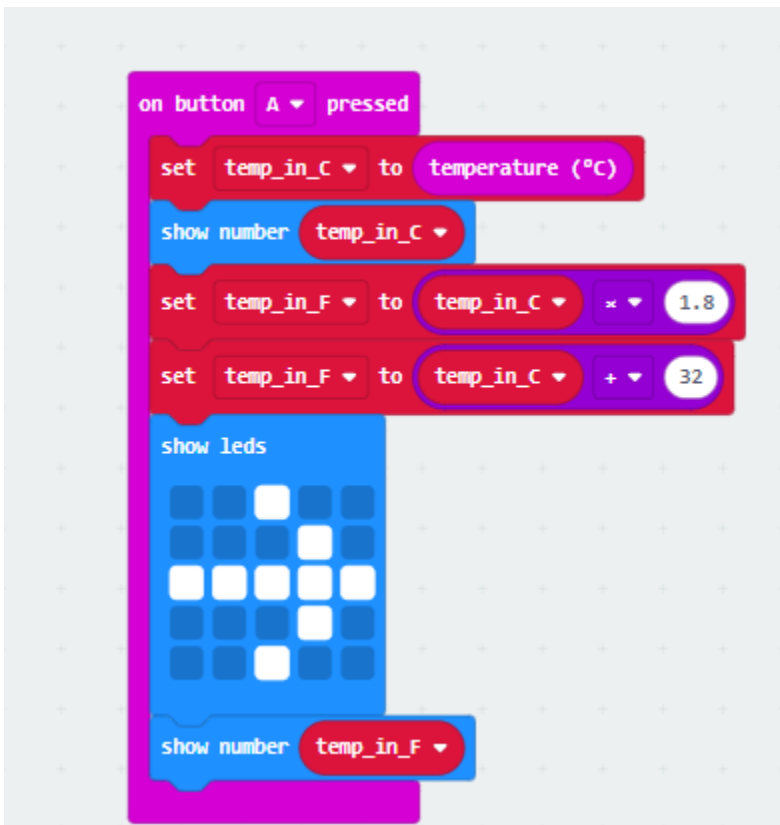 on button A pressed
set temp_in_C to temperature (°C)
show number temp_in_C
set temp_in_F to temp_in_C × 1.8
set temp_in_F to temp_in_C + 32
show leds
show number temp_in_F